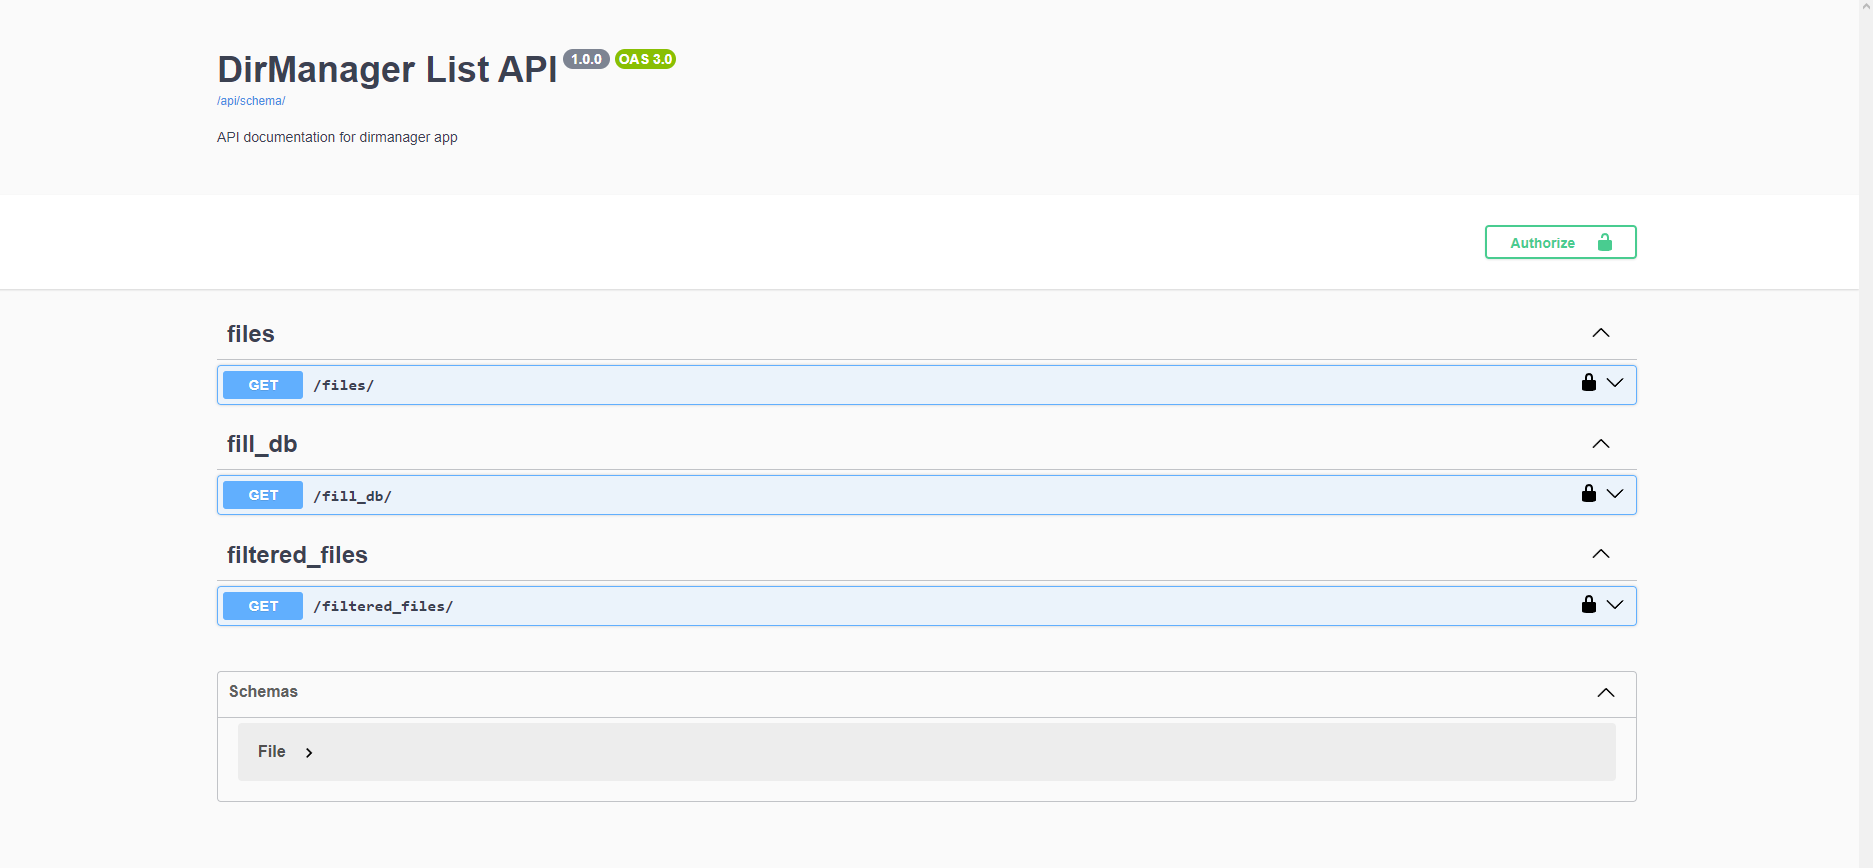 DirManager List API 1.0.0 OAS 3.0
/api/schema/
API documentation for dirmanager app
Authorize
files
GET /files/
fill_db
GET /fill_db/
filtered_files
GET /filtered_files/
Schemas
File